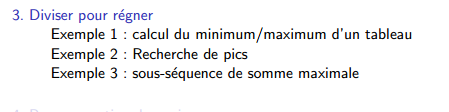 3. Diviser pour régner
Exemple 1 : calcul du minimum/maximum d'un tableau
Exemple 2 : Recherche de pics
Exemple 3 : sous-séquence de somme maximale